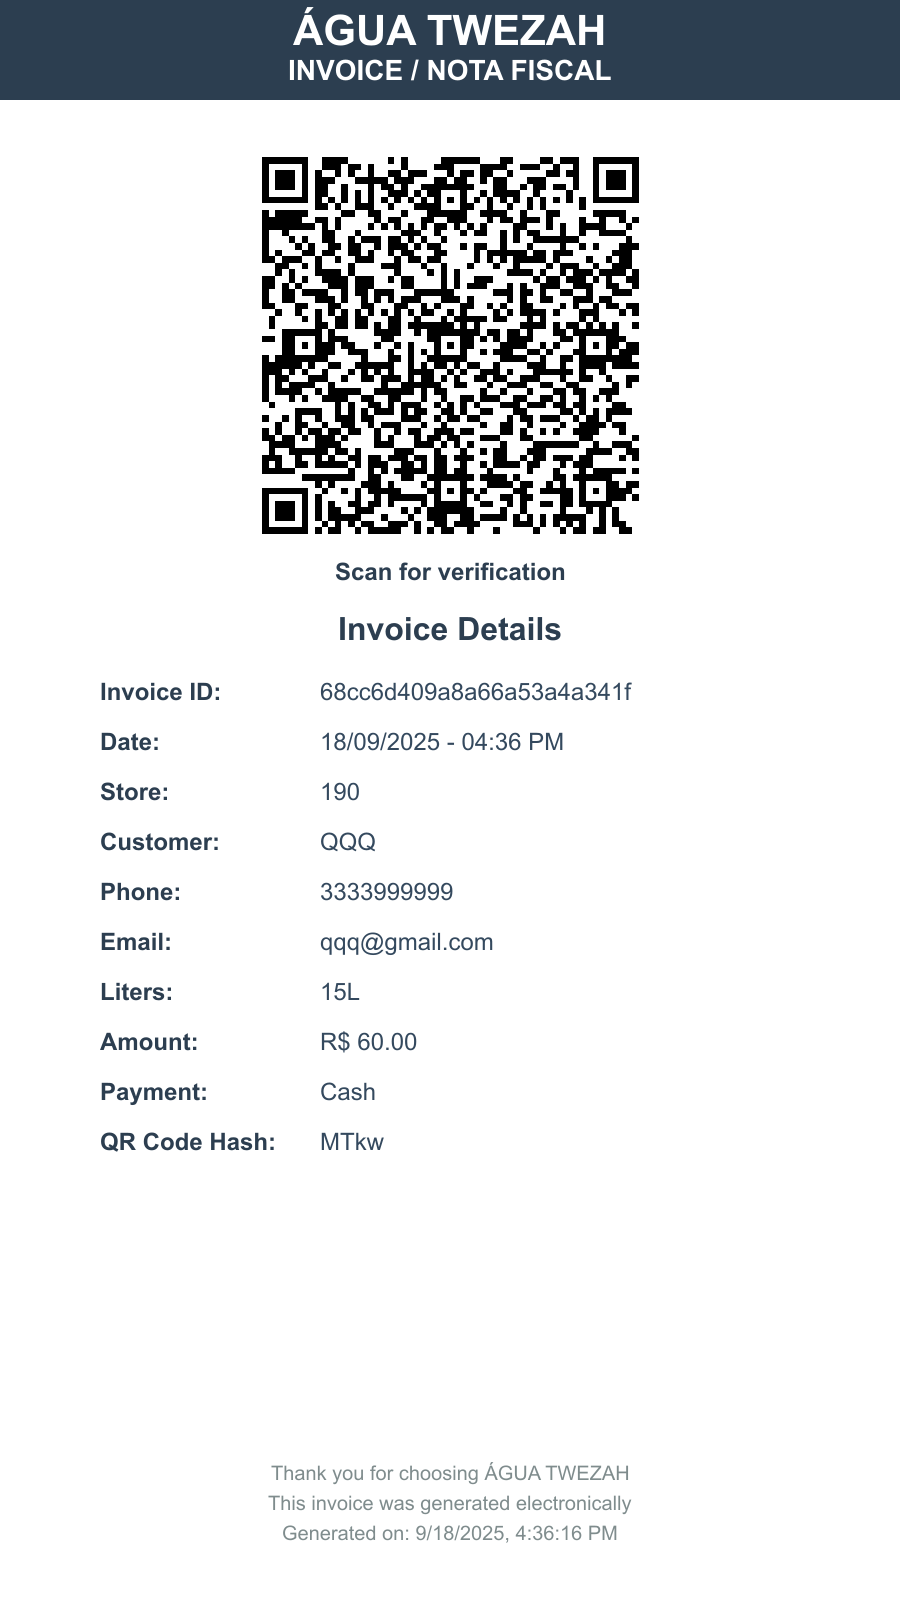 ÁGUA TWEZAH
INVOICE / NOTA FISCAL
Scan for verification
Invoice Details
Invoice ID: 68cc6d409a8a66a53a4a341f
Date: 18/09/2025 - 04:36 PM
Store: 190
Customer: QQQ
Phone: 3333999999
Email: qqq@gmail.com
Liters: 15L
Amount: R$ 60.00
Payment: Cash
QR Code Hash: MTkw
Thank you for choosing ÁGUA TWEZAH
This invoice was generated electronically
Generated on: 9/18/2025, 4:36:16 PM